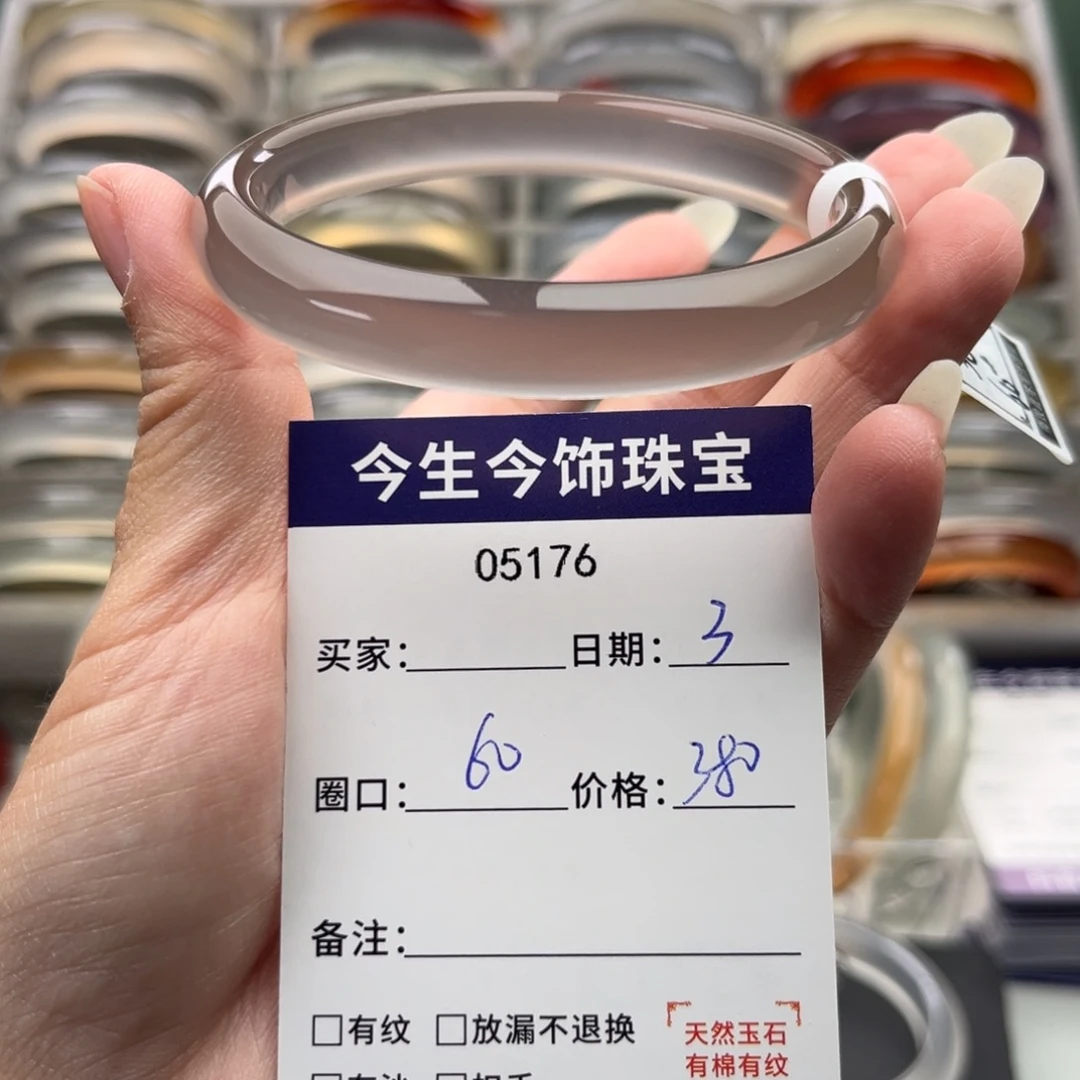 今生今饰珠宝
05176
买家： 日期：3
圈口：60 价格：380
备注：
□有纹 □放漏不退换
天然玉石
有棉有纹